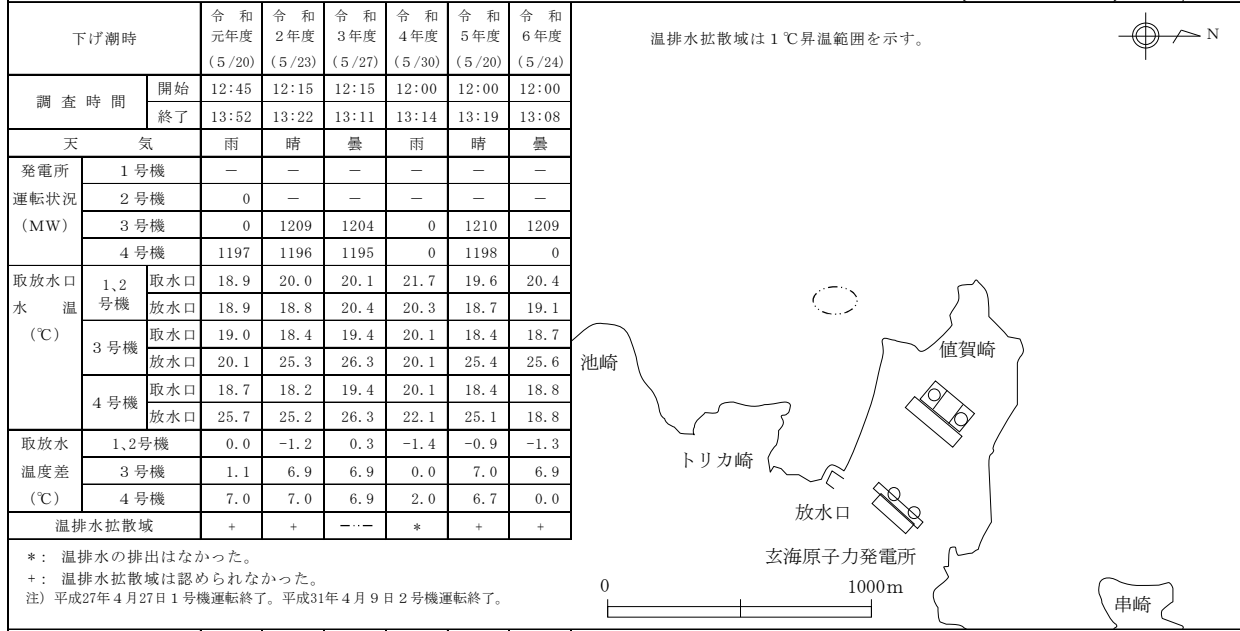 下げ潮時 令和元年度(5/20) 令和2年度(5/23) 令和3年度(5/27) 令和4年度(5/30) 令和5年度(5/20) 令和6年度(5/24)
調査時間 開始 12:45 12:15 12:15 12:00 12:00 12:00
終了 13:52 13:22 13:11 13:14 13:19 13:08
天気 雨 晴 曇 雨 晴 曇
発電所運転状況(MW) 1号機 － － － － － －
2号機 0 － － － － －
3号機 0 1209 1204 0 1210 1209
4号機 1197 1196 1195 0 1198 0
取放水口水温(℃) 1、2号機 取水口 18.9 20.0 20.1 21.7 19.6 20.4
放水口 18.9 18.8 20.4 20.3 18.7 19.1
3号機 取水口 19.0 18.4 19.4 20.1 18.4 18.7
放水口 20.1 25.3 26.3 20.1 25.4 25.6
4号機 取水口 18.7 18.2 19.4 20.1 18.4 18.8
放水口 25.7 25.2 26.3 22.1 25.1 18.8
取放水温度差(℃) 1、2号機 0.0 -1.2 0.3 -1.4 -0.9 -1.3
3号機 1.1 6.9 6.9 0.0 7.0 6.9
4号機 7.0 7.0 6.9 2.0 6.7 0.0
温排水拡散域 + + －··－ * + +
*： 温排水の排出はなかった。
+： 温排水拡散域は認められなかった。
注）平成27年4月27日1号機運転終了。平成31年4月9日2号機運転終了。
温排水拡散域は1℃昇温範囲を示す。
N
値賀崎
池崎
トリカ崎
放水口
玄海原子力発電所
0 1000m
串崎